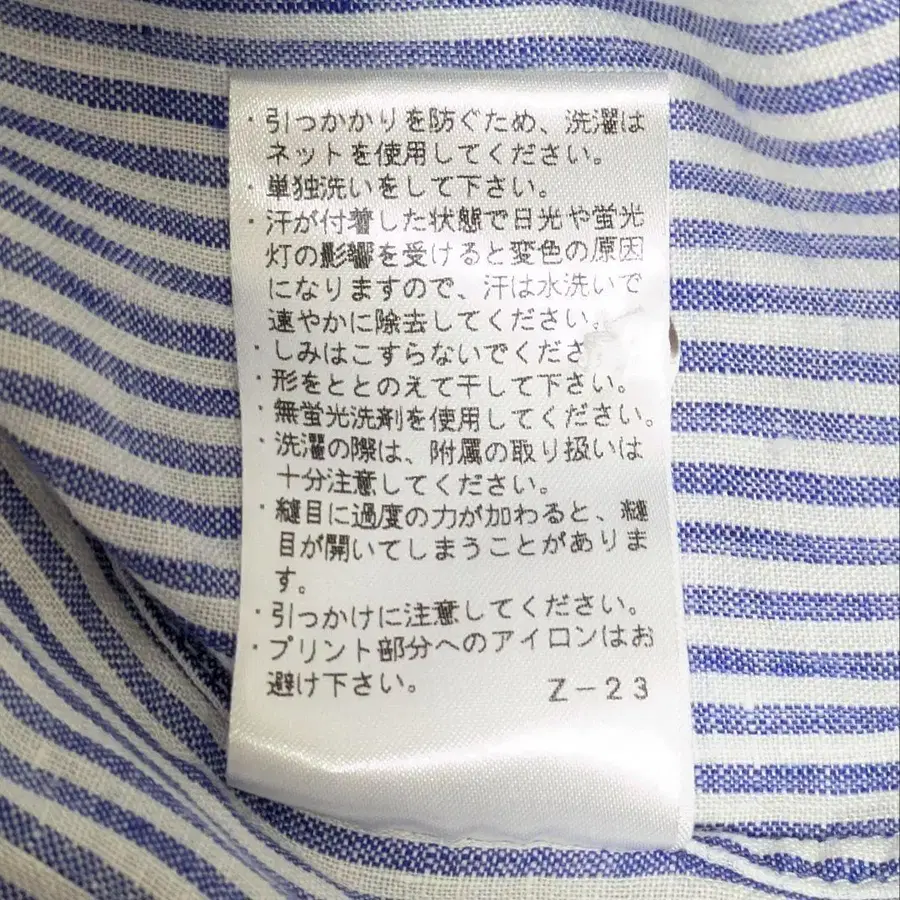 ・引っかかりを防ぐため、洗濯は
ネットを使用してください。
・単独洗いをして下さい。
・汗が付着した状態で日光や蛍光
灯の影響を受けると変色の原因
になりますので、汗は水洗いで
速やかに除去してください。
・しみはこすらないでくださ
・形をととのえて干して下さい。
・無蛍光洗剤を使用してください。
・洗濯の際は、附属の取り扱いは
十分注意してください。
・縫目に過度の力が加わると、縫
目が開いてしまうことがありま
す。
・引っかけに注意してください。
・プリント部分へのアイロンはお
避け下さい。 Z-23